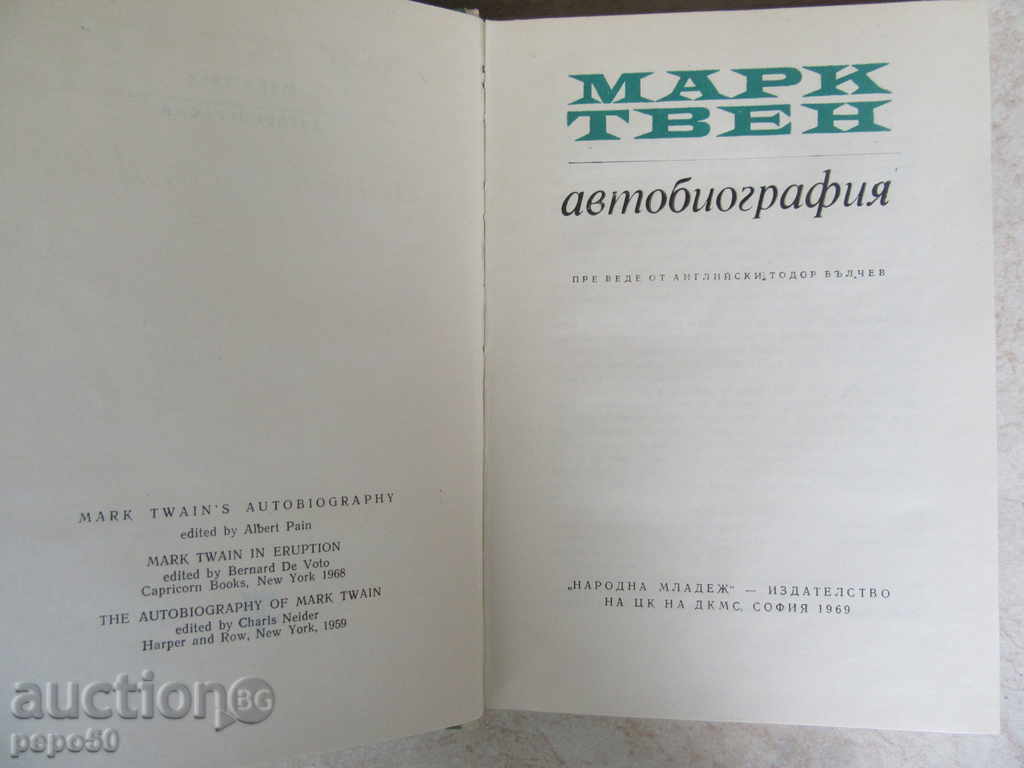 MARK TWAIN'S AUTOBIOGRAPHY
edited by Albert Pain
MARK TWAIN IN ERUPTION
edited by Bernard De Voto
Capricorn Books, New York 1968
THE AUTOBIOGRAPHY OF MARK TWAIN
edited by Charls Neider
Harper and Row, New York, 1959
МАРК
ТВЕН
автобиография
ПРЕВЕДЕ ОТ АНГЛИЙСКИ, ТОДОР ВЪЛЧЕВ
„НАРОДНА МЛАДЕЖ“ — ИЗДАТЕЛСТВО
НА ЦК НА ДКМС, СОФИЯ 1969
auction BG
pepo50